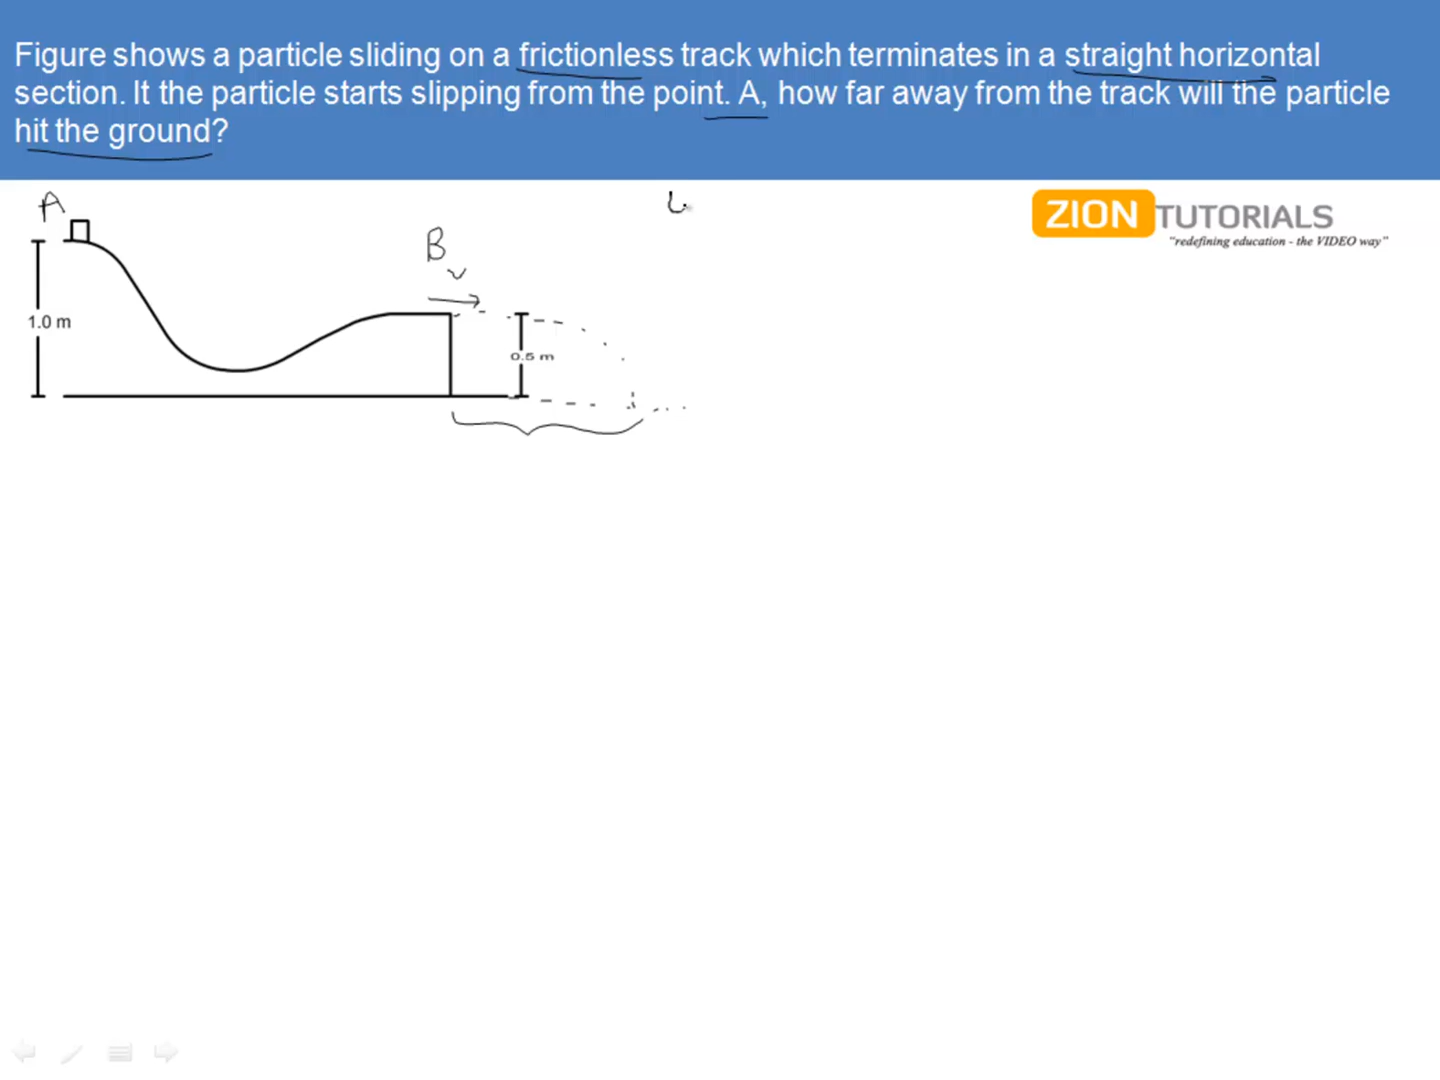 Figure shows a particle sliding on a frictionless track which terminates in a straight horizontal
section. It the particle starts slipping from the point. A, how far away from the track will the particle
hit the ground?
A
B
v
ZION TUTORIALS
"redefining education - the VIDEO way"
1.0 m
0.5 m